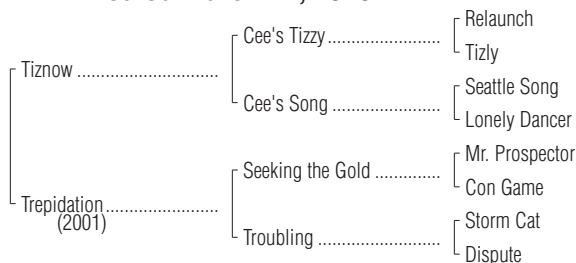 Relaunch
Cee's Tizzy
Tizly
Tiznow
Seattle Song
Cee's Song
Lonely Dancer
Mr. Prospector
Seeking the Gold
Con Game
Trepidation
(2001)
Storm Cat
Troubling
Dispute